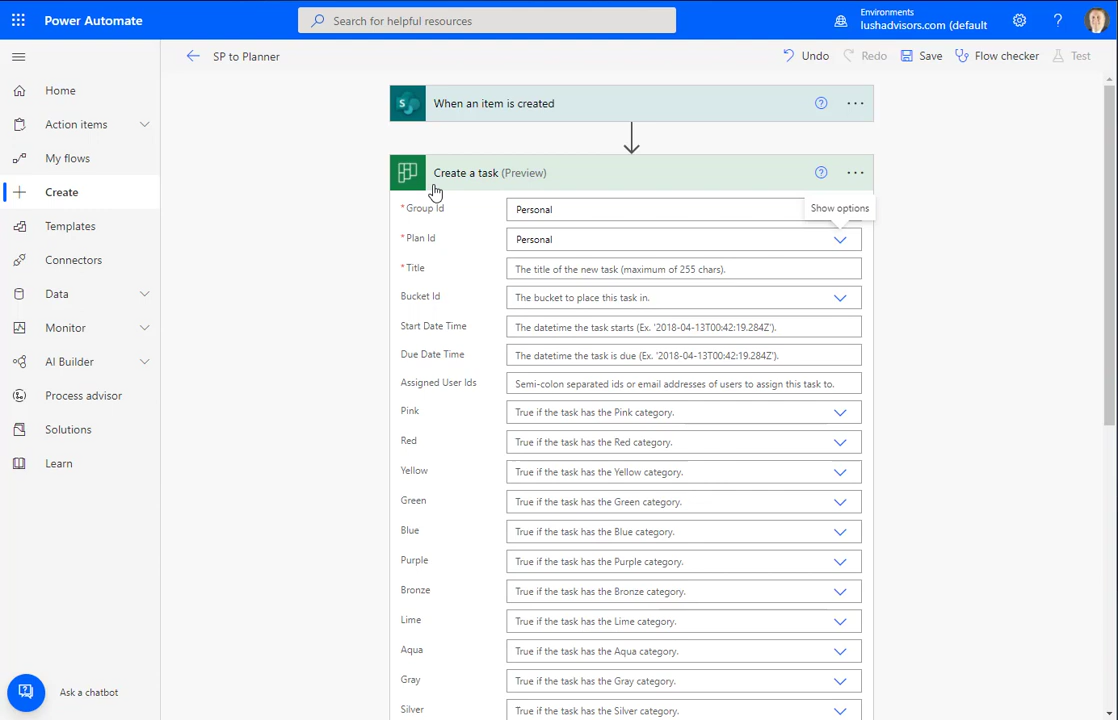 Power Automate
Search for helpful resources
Environments
lushadvisors.com (default
SP to Planner
Undo
Redo
Save
Flow checker
Test
Home
Action items
My flows
Create
Templates
Connectors
Data
Monitor
AI Builder
Process advisor
Solutions
Learn
Ask a chatbot
When an item is created
Create a task (Preview)
* Group Id
Personal
Show options
* Plan Id
Personal
* Title
The title of the new task (maximum of 255 chars).
Bucket Id
The bucket to place this task in.
Start Date Time
The datetime the task starts (Ex. '2018-04-13T00:42:19.284Z').
Due Date Time
The datetime the task is due (Ex. '2018-04-13T00:42:19.284Z').
Assigned User Ids
Semi-colon separated ids or email addresses of users to assign this task to.
Pink
True if the task has the Pink category.
Red
True if the task has the Red category.
Yellow
True if the task has the Yellow category.
Green
True if the task has the Green category.
Blue
True if the task has the Blue category.
Purple
True if the task has the Purple category.
Bronze
True if the task has the Bronze category.
Lime
True if the task has the Lime category.
Aqua
True if the task has the Aqua category.
Gray
True if the task has the Gray category.
Silver
True if the task has the Silver category.